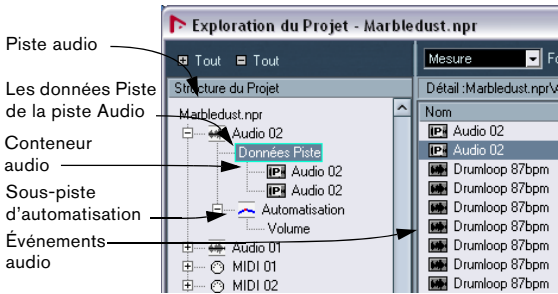 Exploration du Projet - Marbledust.npr
Piste audio
Tout Tout
Mesure
Les données Piste
de la piste Audio
Structure du Projet
Détail :Marbledust.npr\
Marbledust.npr
Nom
Audio 02
Données Piste
Audio 02
Audio 02
Automatisation
Volume
Audio 01
MIDI 01
MIDI 02
Conteneur
audio
Sous-piste
d'automatisation
Événements
audio
Audio 02
Audio 02
Drumloop 87bpm
Drumloop 87bpm
Drumloop 87bpm
Drumloop 87bpm
Drumloop 87bpm
Drumloop 87bpm
Drumloop 87bpm